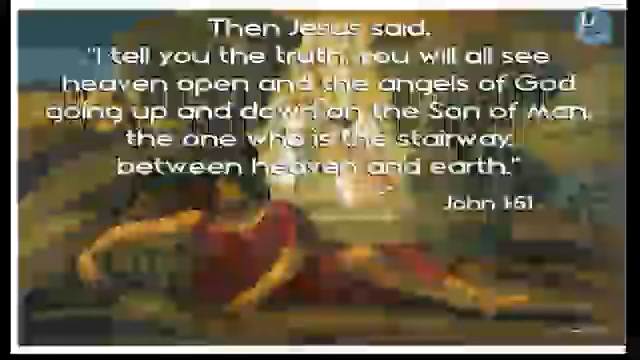 Then Jesus said,
"I tell you the truth, you will all see
heaven open and the angels of God
going up and down on the Son of Man,
the one who is the stairway
between heaven and earth."
John 1:51